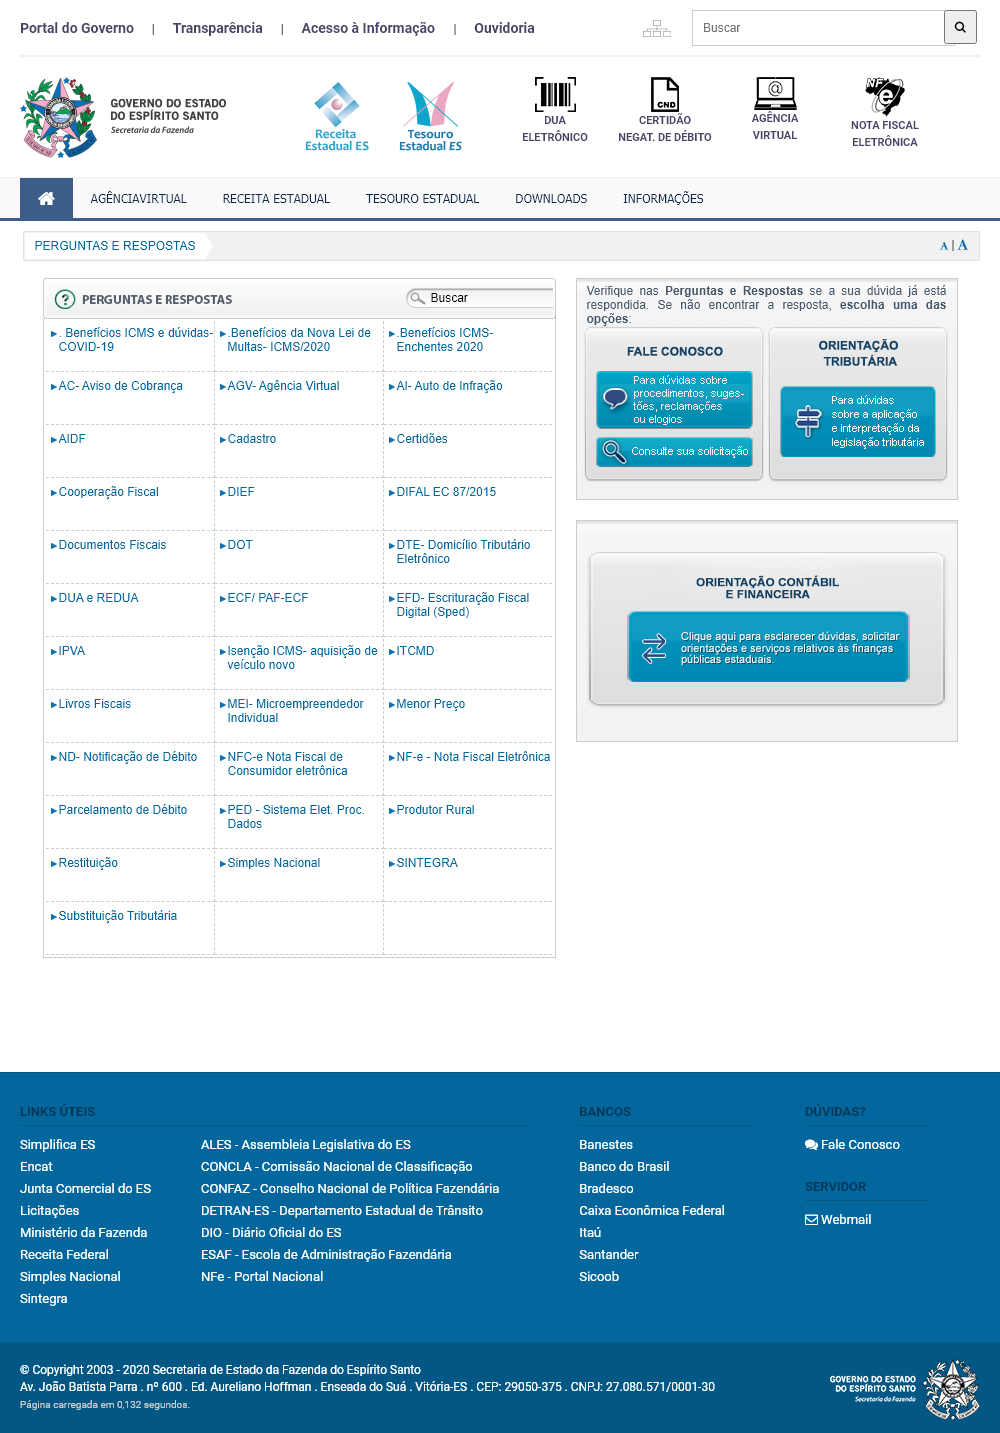 Portal do Governo | Transparência | Acesso à Informação | Ouvidoria
Buscar
GOVERNO DO ESTADO
DO ESPÍRITO SANTO
Secretaria da Fazenda
Receita
Estadual ES
Tesouro
Estadual ES
DUA
ELETRÔNICO
CND
CERTIDÃO
NEGAT. DE DÉBITO
@
AGÊNCIA
VIRTUAL
NF
e
NOTA FISCAL
ELETRÔNICA
AGÊNCIAVIRTUAL RECEITA ESTADUAL TESOURO ESTADUAL DOWNLOADS INFORMAÇÕES
PERGUNTAS E RESPOSTAS
A | A
? PERGUNTAS E RESPOSTAS
Buscar
. Benefícios ICMS e dúvidas-
COVID-19
.Benefícios da Nova Lei de
Multas- ICMS/2020
.Benefícios ICMS-
Enchentes 2020
AC- Aviso de Cobrança
AGV- Agência Virtual
AI- Auto de Infração
AIDF
Cadastro
Certidões
Cooperação Fiscal
DIEF
DIFAL EC 87/2015
Documentos Fiscais
DOT
DTE- Domicílio Tributário
Eletrônico
DUA e REDUA
ECF/ PAF-ECF
EFD- Escrituração Fiscal
Digital (Sped)
IPVA
Isenção ICMS- aquisição de
veículo novo
ITCMD
Livros Fiscais
MEI- Microempreendedor
Individual
Menor Preço
ND- Notificação de Débito
NFC-e Nota Fiscal de
Consumidor eletrônica
NF-e - Nota Fiscal Eletrônica
Parcelamento de Débito
PED - Sistema Elet. Proc.
Dados
Produtor Rural
Restituição
Simples Nacional
SINTEGRA
Substituição Tributária
Verifique nas Perguntas e Respostas se a sua dúvida já está
respondida. Se não encontrar a resposta, escolha uma das
opções:
FALE CONOSCO
Para dúvidas sobre
procedimentos, suges-
tões, reclamações
ou elogios
Consulte sua solicitação
ORIENTAÇÃO
TRIBUTÁRIA
Para dúvidas
sobre a aplicação
e interpretação da
legislação tributária
ORIENTAÇÃO CONTÁBIL
E FINANCEIRA
Clique aqui para esclarecer dúvidas, solicitar
orientações e serviços relativos às finanças
públicas estaduais.
LINKS ÚTEIS
Simplifica ES
Encat
Junta Comercial do ES
Licitações
Ministério da Fazenda
Receita Federal
Simples Nacional
Sintegra
ALES - Assembleia Legislativa do ES
CONCLA - Comissão Nacional de Classificação
CONFAZ - Conselho Nacional de Política Fazendária
DETRAN-ES - Departamento Estadual de Trânsito
DIO - Diário Oficial do ES
ESAF - Escola de Administração Fazendária
NFe - Portal Nacional
BANCOS
Banestes
Banco do Brasil
Bradesco
Caixa Econômica Federal
Itaú
Santander
Sicoob
DÚVIDAS?
Fale Conosco
SERVIDOR
Webmail
© Copyright 2003 - 2020 Secretaria de Estado da Fazenda do Espírito Santo
Av. João Batista Parra . nº 600 . Ed. Aureliano Hoffman . Enseada do Suá . Vitória-ES . CEP: 29050-375 . CNPJ: 27.080.571/0001-30
Página carregada em 0,132 segundos.
GOVERNO DO ESTADO
DO ESPÍRITO SANTO
Secretaria da Fazenda